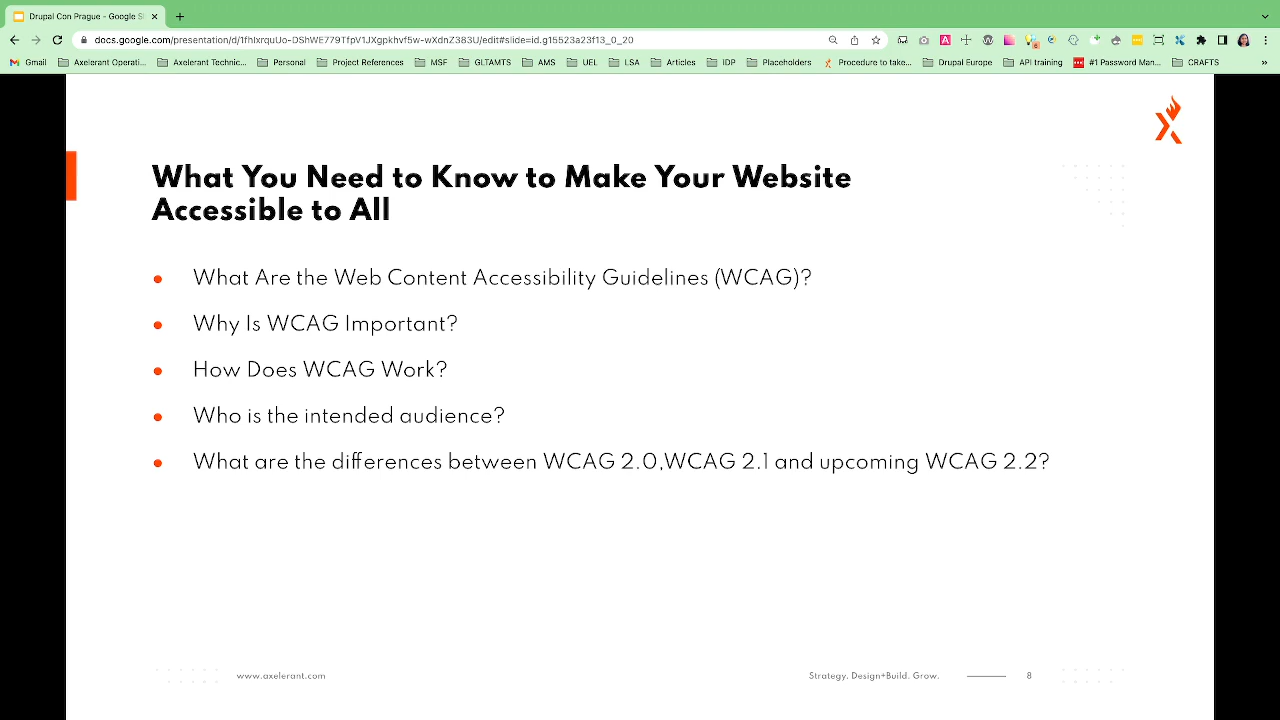 Drupal Con Prague - Google Sl
docs.google.com/presentation/d/1fhIxrquUo-DShWE779TfpV1JXgpkhvf5w-wXdnZ383U/edit#slide=id.g15523a23f13_0_20
Gmail Axelerant Operati... Axelerant Technic... Personal Project References MSF GLTAMTS AMS UEL LSA Articles IDP Placeholders Procedure to take... Drupal Europe API training #1 Password Man... CRAFTS »
What You Need to Know to Make Your Website
Accessible to All
What Are the Web Content Accessibility Guidelines (WCAG)?
Why Is WCAG Important?
How Does WCAG Work?
Who is the intended audience?
What are the differences between WCAG 2.0,WCAG 2.1 and upcoming WCAG 2.2?
www.axelerant.com Strategy. Design+Build. Grow. 8